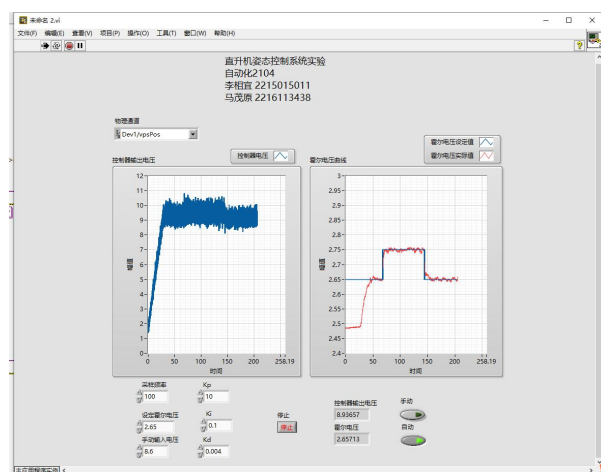 未命名 2.vi
文件(F) 编辑(E) 查看(V) 项目(P) 操作(O) 工具(T) 窗口(W) 帮助(H)
直升机姿态控制系统实验
自动化2104
李相宜 2215015011
马茂原 2216113438
物理通道
Dev1/vpsPos
控制器输出电压
控制器电压
霍尔电压曲线
霍尔电压设定值
霍尔电压实际值
幅值
12
11
10
9
8
7
6
5
4
3
2
1
0
0 50 100 150 200 258.19
时间
幅值
3
2.95
2.9
2.85
2.8
2.75
2.7
2.65
2.6
2.55
2.5
2.45
2.4
0 50 100 150 200 258.19
时间
采样频率
100
Kp
10
设定霍尔电压
2.65
Ki
0.1
手动输入电压
8.6
Kd
0.004
停止
停止
控制器输出电压
8.93657
霍尔电压
2.65713
手动
自动
主应用程序实例